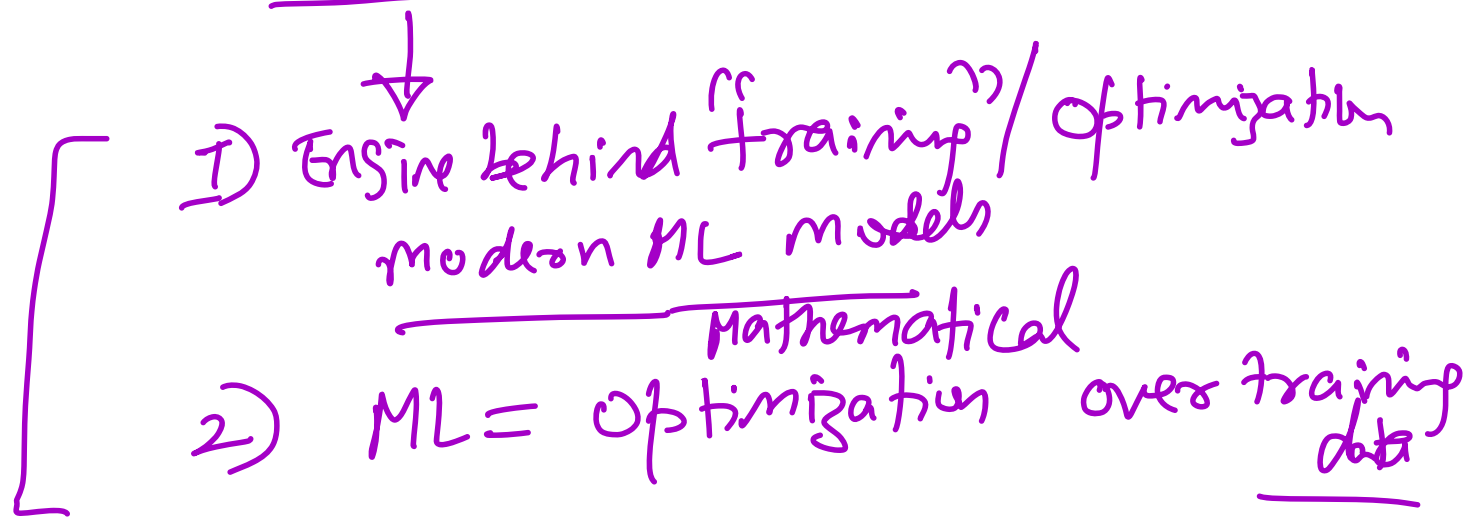 1) Engine behind "training" / optimization
modern ML models
Mathematical
2) ML = optimization over training
data